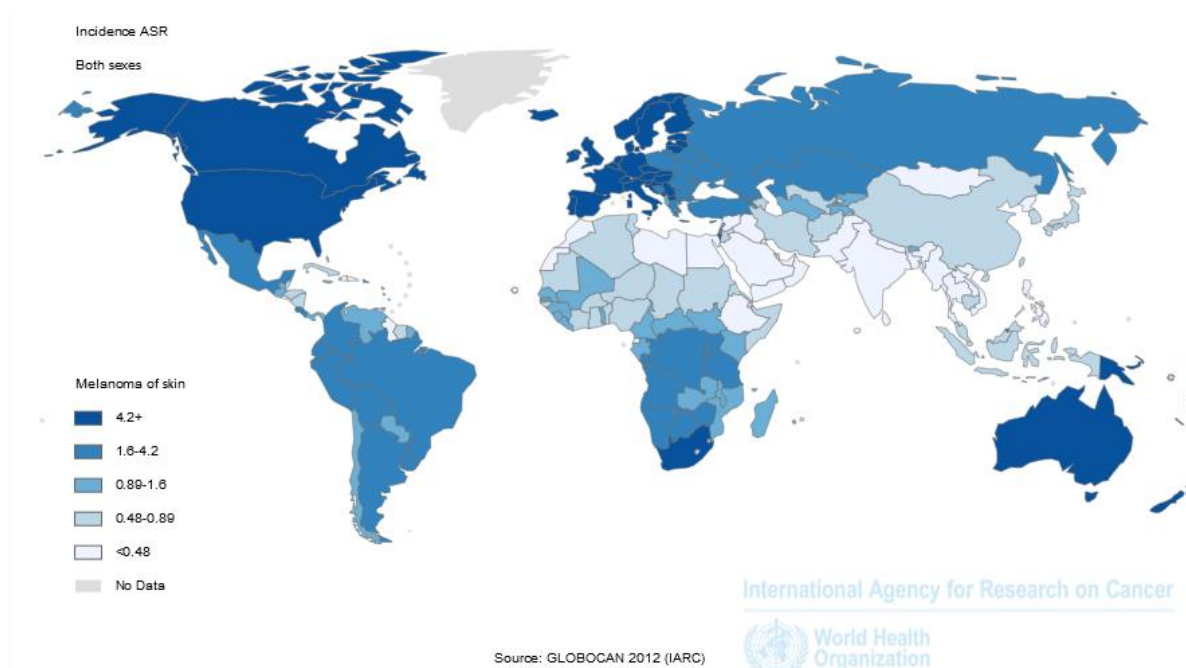 Incidence ASR
Both sexes
Melanoma of skin
4.2+
1.6-4.2
0.89-1.6
0.48-0.89
<0.48
No Data
International Agency for Research on Cancer
World Health
Organization
Source: GLOBOCAN 2012 (IARC)